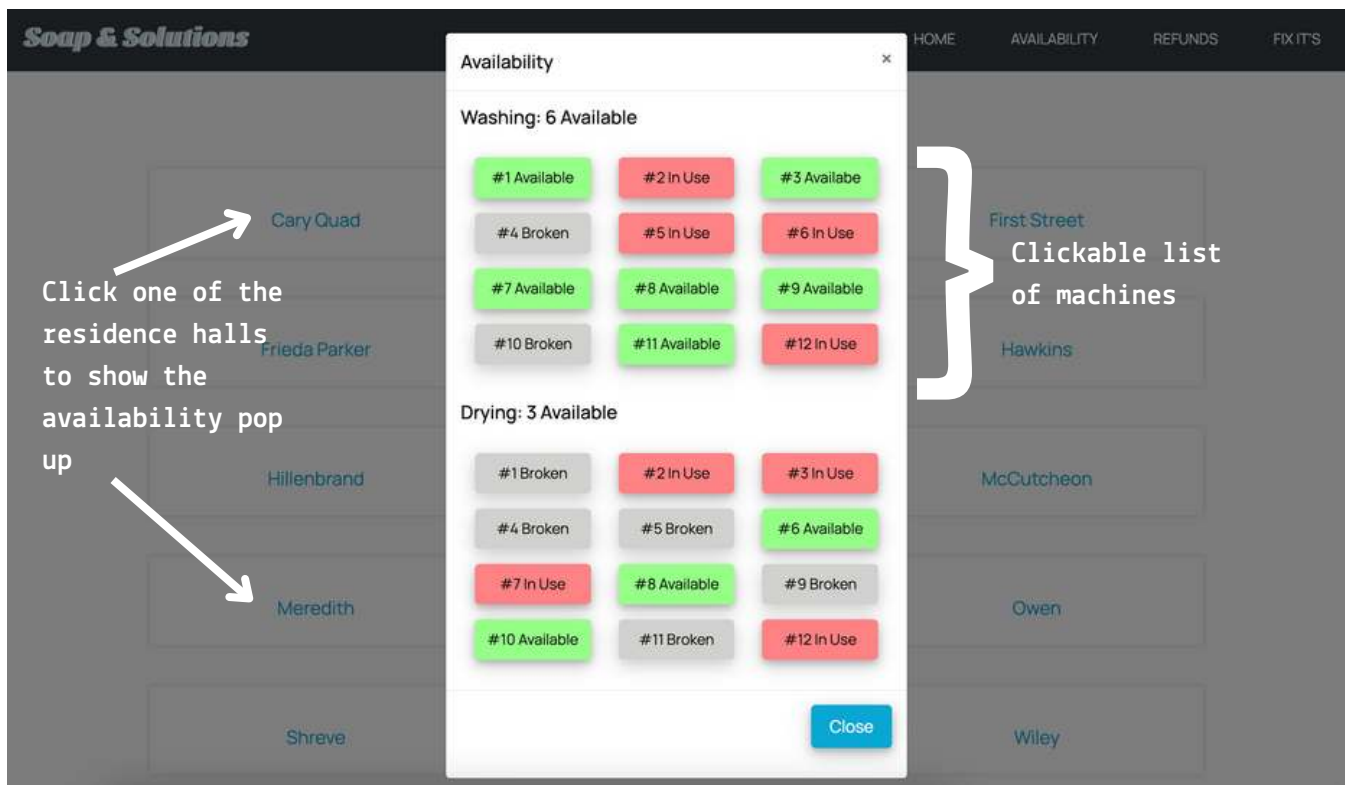 Soap & Solutions
HOME AVAILABILITY REFUNDS FIX IT'S
Availability ×
Washing: 6 Available
#1 Available #2 In Use #3 Availabe
#4 Broken #5 In Use #6 In Use
#7 Available #8 Available #9 Available
#10 Broken #11 Available #12 In Use
Drying: 3 Available
#1 Broken #2 In Use #3 In Use
#4 Broken #5 Broken #6 Available
#7 In Use #8 Available #9 Broken
#10 Available #11 Broken #12 In Use
Close
Cary Quad First Street
Frieda Parker Hawkins
Hillenbrand McCutcheon
Meredith Owen
Shreve Wiley
Click one of the
residence halls
to show the
availability pop
up
Clickable list
of machines